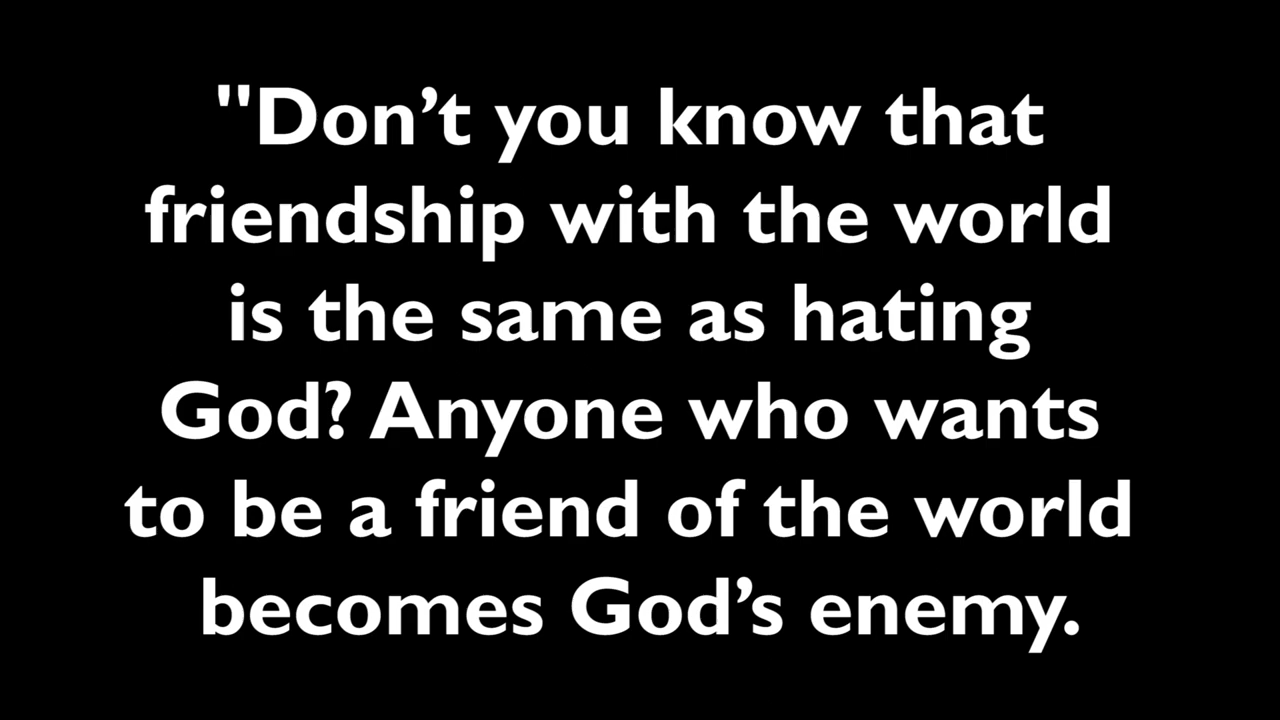 "Don’t you know that
friendship with the world
is the same as hating
God? Anyone who wants
to be a friend of the world
becomes God’s enemy.